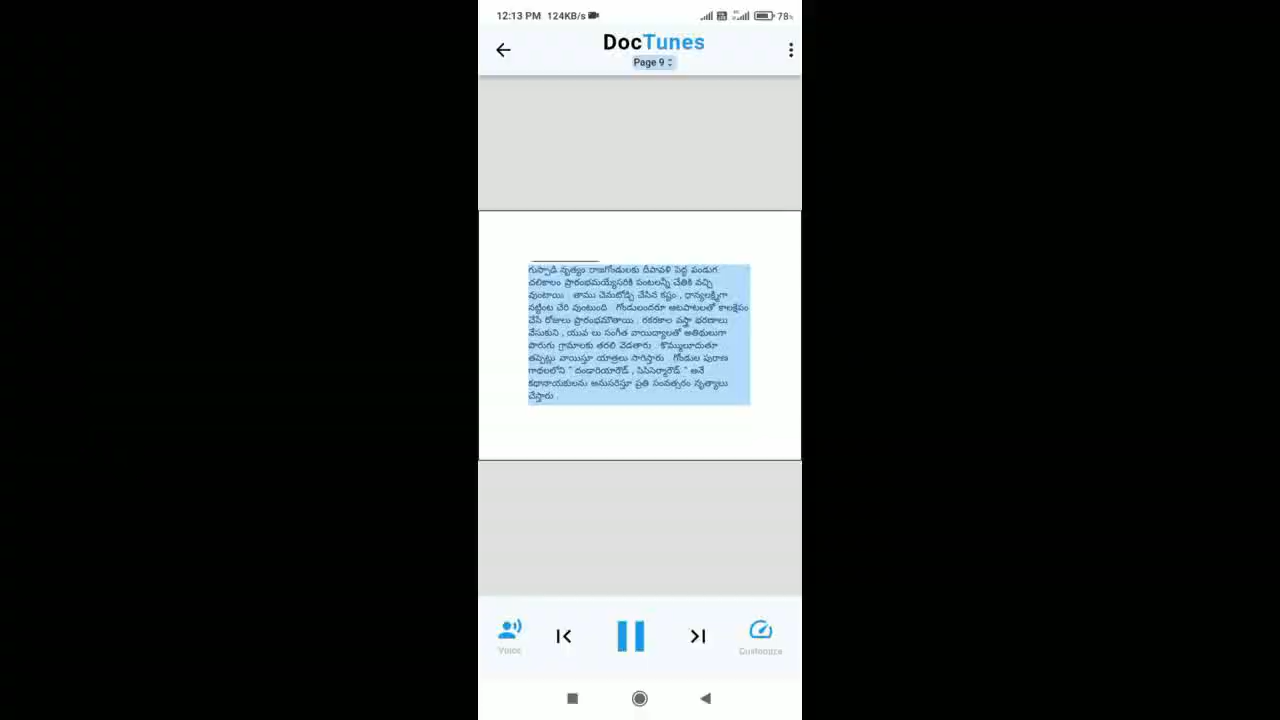 12:13 PM 124KB/s 78%
DocTunes
Page 9
గుస్సాడి నృత్యం రాజగోండులకు దీపావళి పెద్ద పండుగ
చలికాలం ప్రారంభమయ్యేసరికి పంటలన్నీ చేతికి వచ్చి
వుంటాయి . తాము చెమటోడ్చి చేసిన కష్టం , ధాన్యలక్ష్మిగా
నట్టింట చేరి వుంటుంది . గోండులందరూ ఆటపాటలతో కాలక్షేపం
చేసే రోజులు ప్రారంభమౌతాయి . రకరకాల వస్త్రా భరణాలు
వేసుకుని , యువ లు సంగీత వాయిద్యాలతో అతిథులుగా
పొరుగు గ్రామాలకు తరలి వెడతారు . కొమ్ములూదుతూ
తప్పెట్లు వాయిస్తూ యాత్రలు సాగిస్తారు . గోండుల పురాణ
గాథలలోని " దండారియారౌడ్ , సిపిసెర్మారౌడ్ " అనే
కథానాయకులను అనుసరిస్తూ ప్రతి సంవత్సరం నృత్యాలు
చేస్తారు .
Voice
Customize